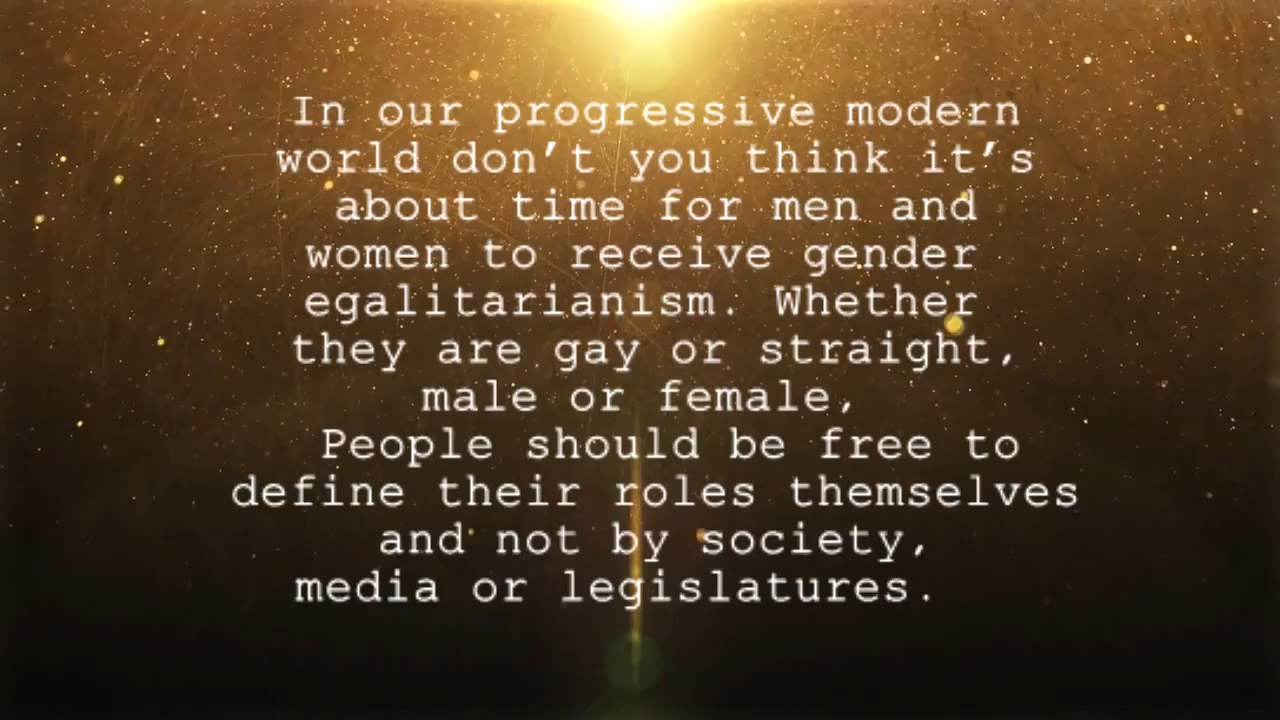 In our progressive modern
world don’t you think it’s
about time for men and
women to receive gender
egalitarianism. Whether
they are gay or straight,
male or female,
People should be free to
define their roles themselves
and not by society,
media or legislatures.